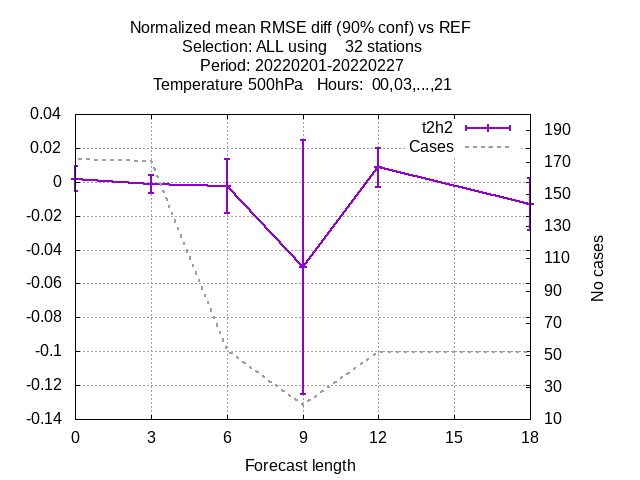 Normalized mean RMSE diff (90% conf) vs REF
Selection: ALL using    32 stations
Period: 20220201-20220227
Temperature 500hPa   Hours:  00,03,...,21
t2h2
Cases
0.04
0.02
0
-0.02
-0.04
-0.06
-0.08
-0.1
-0.12
-0.14
190
170
150
130
110
90
70
50
30
10
No cases
0 3 6 9 12 15 18
Forecast length